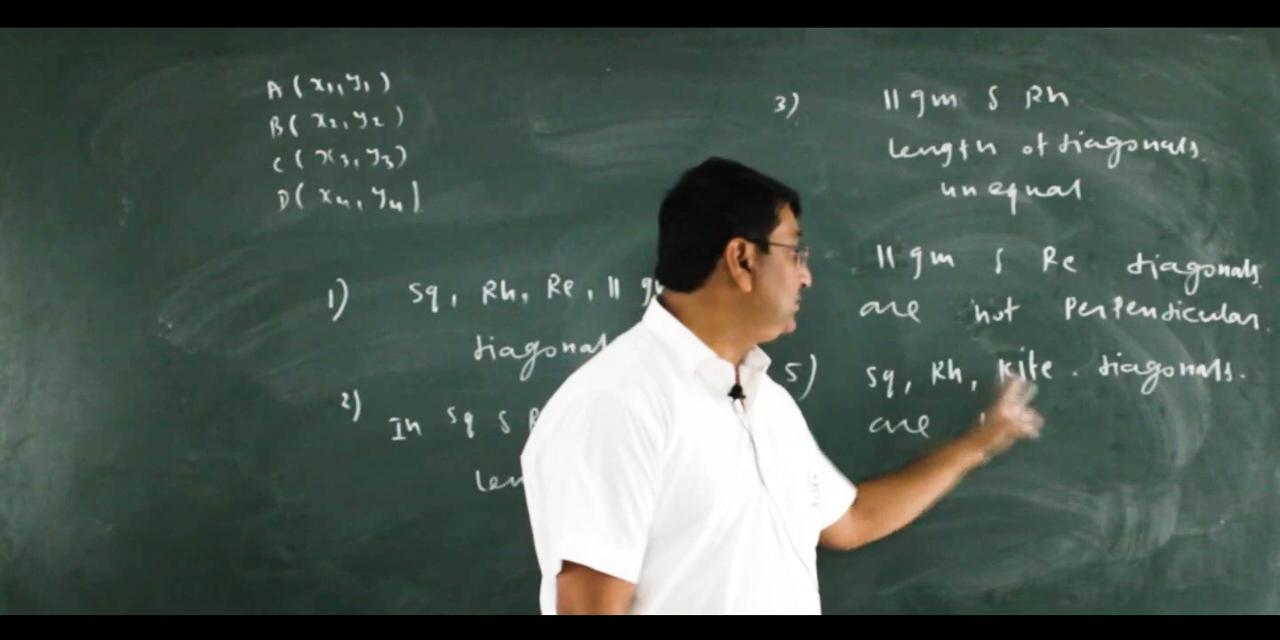 A(x₁,y₁)
B(x₂,y₂)
C(x₃,y₃)
D(x₄,y₄)
1) Sq, Rh, Re, ll g
diagonal
2) In Sq S
len
3) ll gm S Rh
length of diagonals
unequal
ll gm S Re diagonals
are not Perpendicular
5) Sq, Rh, Kite. diagonals.
are